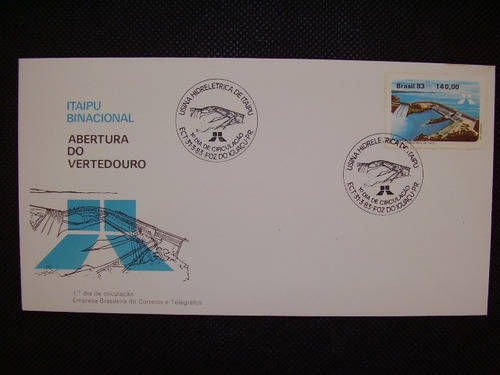 ITAIPU
BINACIONAL
ABERTURA
DO
VERTEDOURO
USINA HIDRELÉTRICA DE ITAIPU
1º DIA DE CIRCULAÇÃO
ECT-31-3-83-FOZ DO IGUAÇU-PR
Brasil 83 140,00
USINA HIDRELÉTRICA DE ITAIPU
1º DIA DE CIRCULAÇÃO
ECT-31-3-83-FOZ DO IGUAÇU-PR
1º dia de circulação
Empresa Brasileira de Correios e Telégrafos